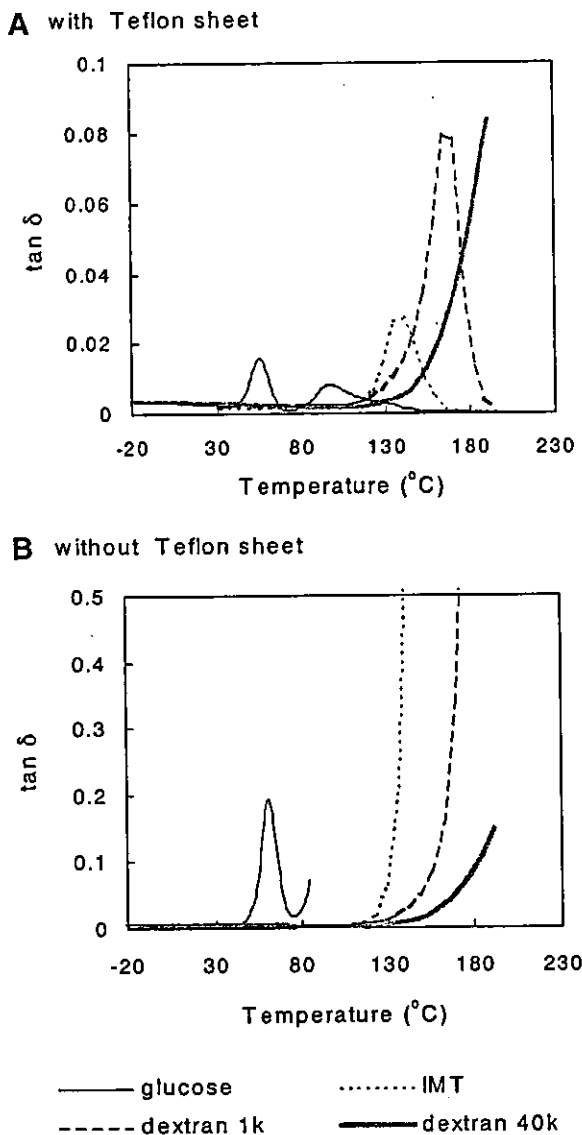 A with Teflon sheet
0.1
0.08
0.06
0.04
0.02
0
tan δ
-20 30 80 130 180 230
Temperature (°C)
B without Teflon sheet
0.5
0.4
0.3
0.2
0.1
0
tan δ
-20 30 80 130 180 230
Temperature (°C)
glucose IMT
dextran 1k dextran 40k